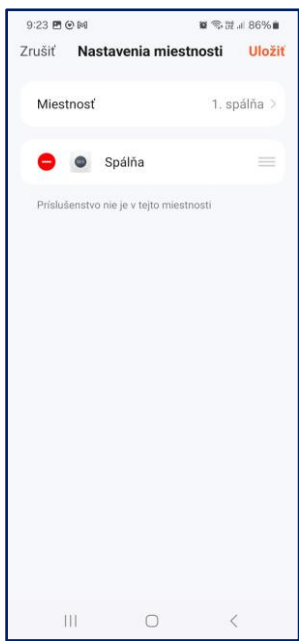 9:23 86%
Zrušiť Nastavenia miestnosti Uložiť
Miestnosť 1. spálňa >
Spálňa
Príslušenstvo nie je v tejto miestnosti